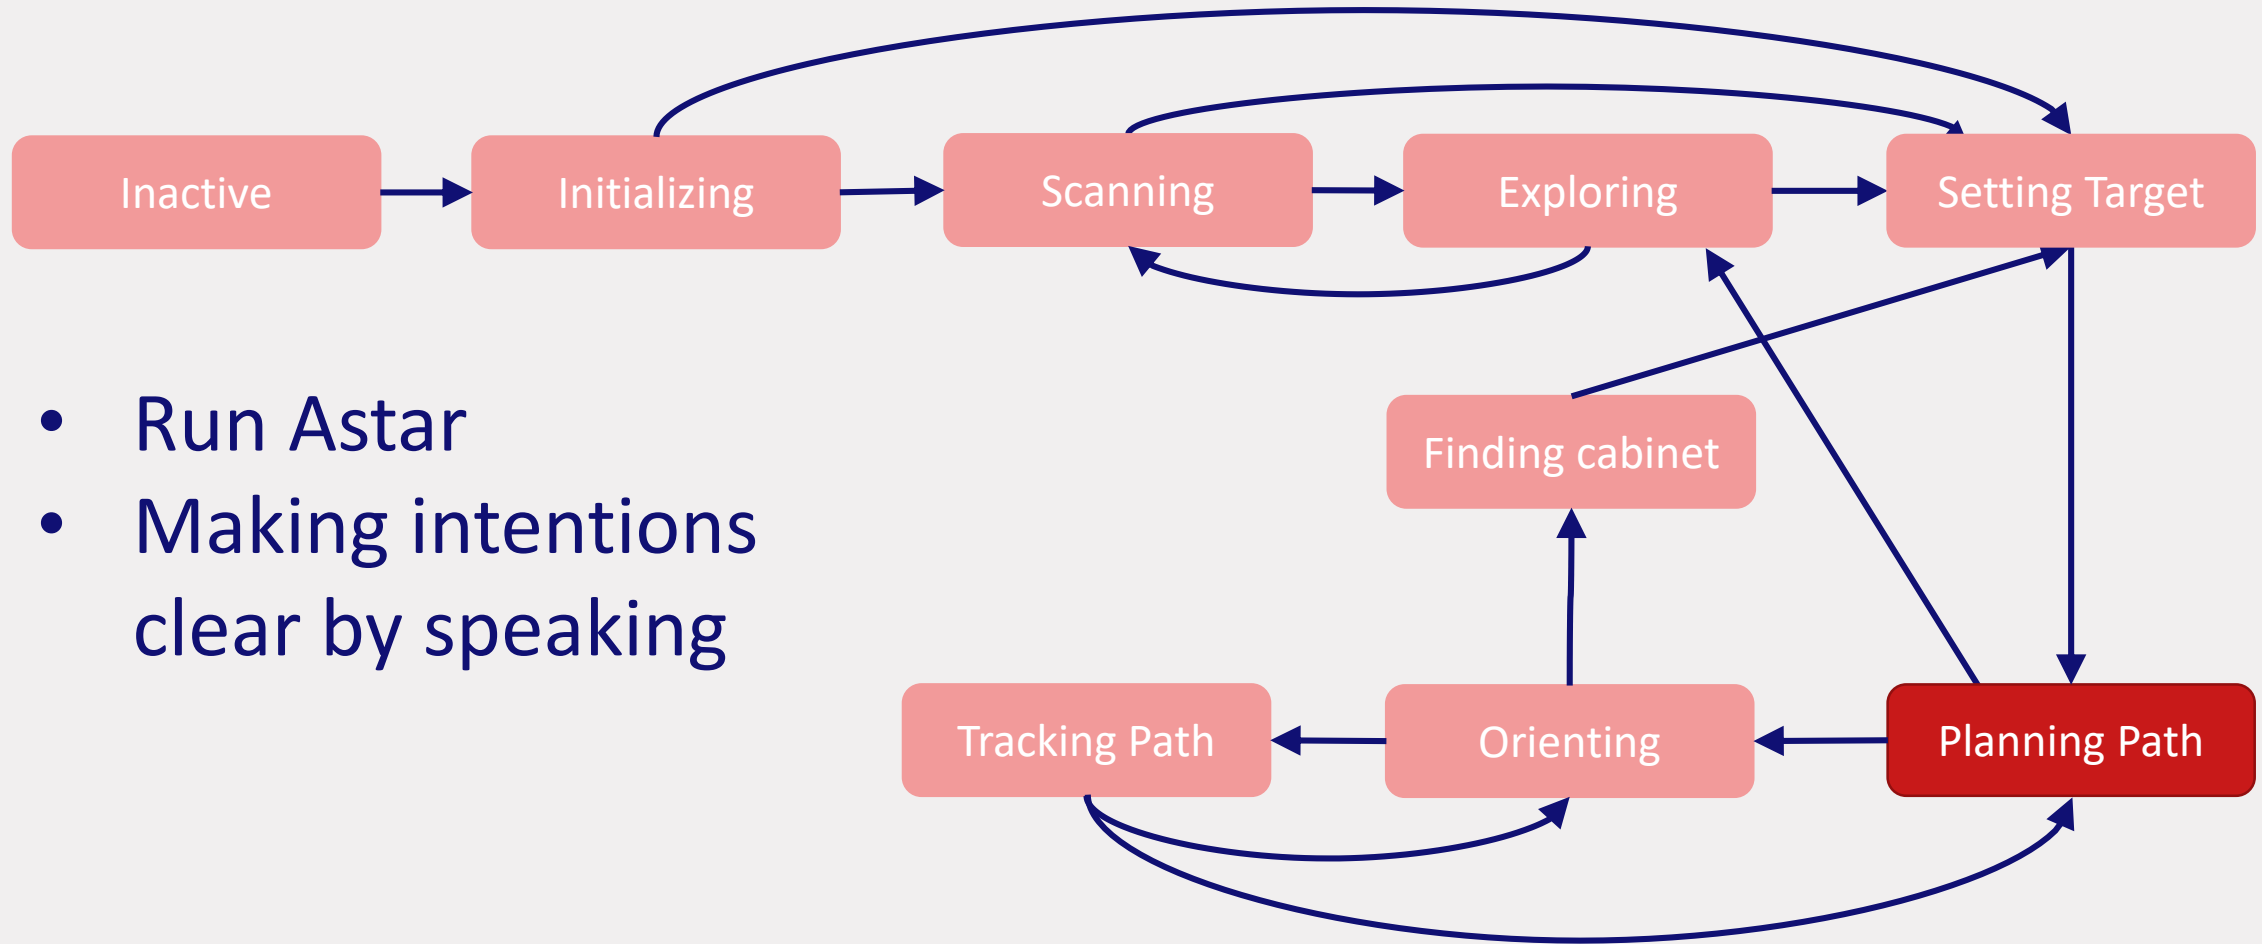 Inactive
Initializing
Scanning
Exploring
Setting Target
• Run Astar
• Making intentions
clear by speaking
Finding cabinet
Tracking Path
Orienting
Planning Path